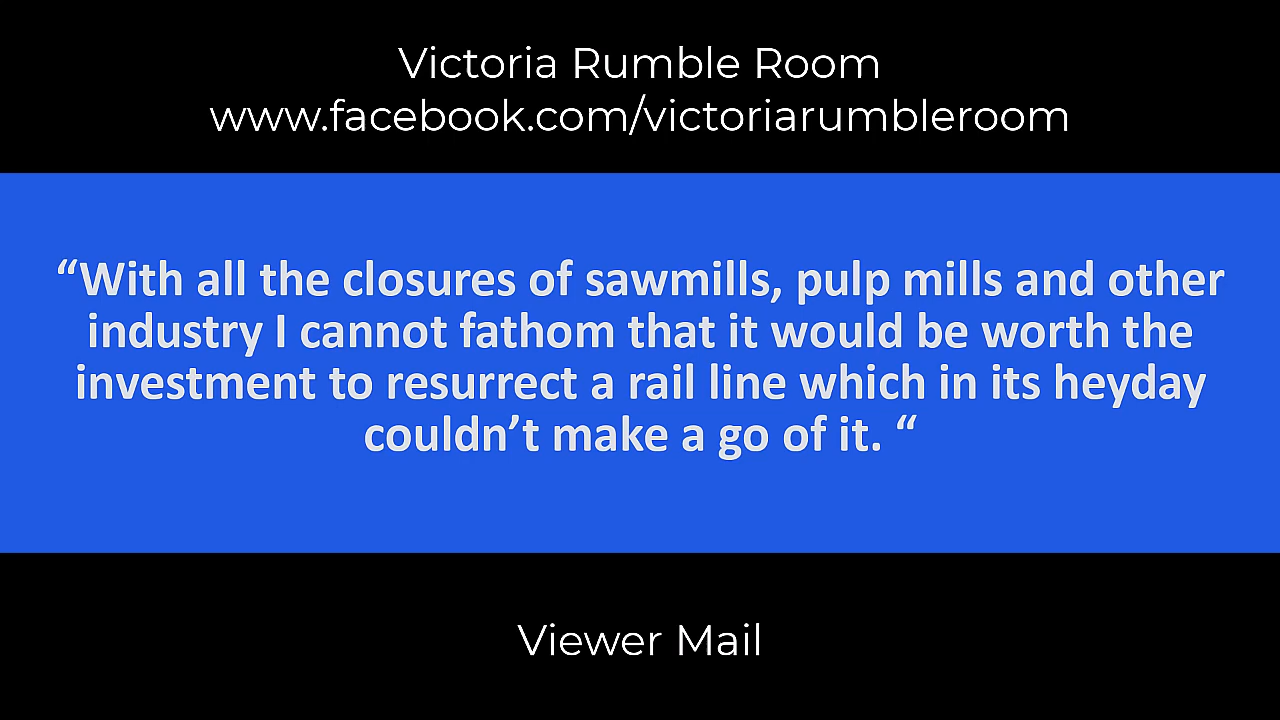 Victoria Rumble Room
www.facebook.com/victoriarumbleroom
“With all the closures of sawmills, pulp mills and other
industry I cannot fathom that it would be worth the
investment to resurrect a rail line which in its heyday
couldn’t make a go of it. “
Viewer Mail